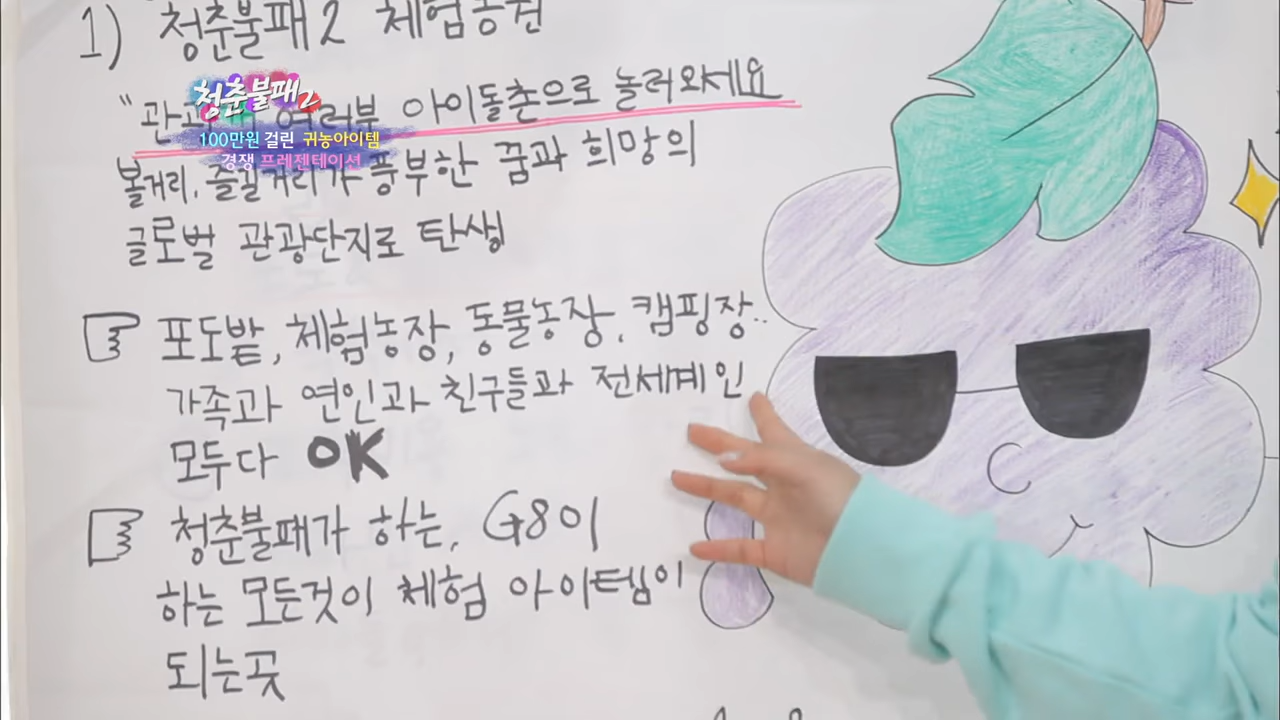 1) 청춘불패2 체험농원
청춘불패2
100만원 걸린 귀농아이템
경쟁 프레젠테이션
여러분 아이돌촌으로 놀러와세요
볼거리, 즐길거리가 풍부한 꿈과 희망의
글로벌 관광단지로 탄생
포도밭, 체험농장, 동물농장, 캠핑장..
가족과 연인과 친구들과 전세계인
모두다 OK
청춘불패가 하는, G8이
하는 모든것이 체험 아이템이
되는곳